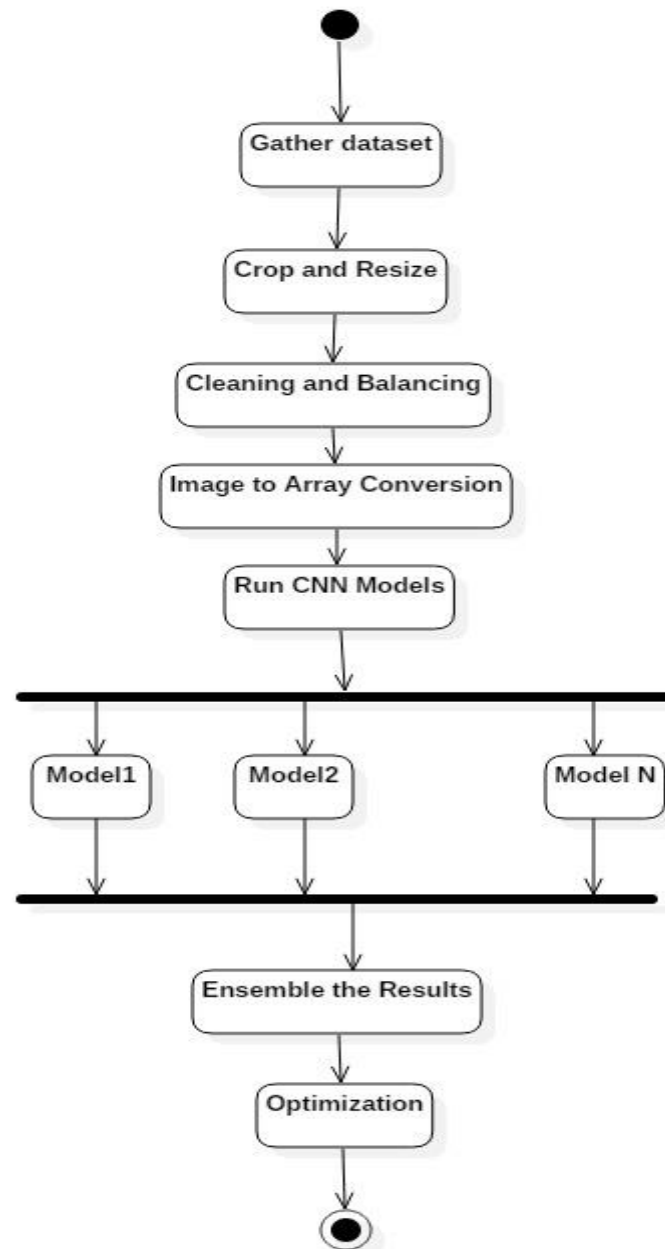 Gather dataset
Crop and Resize
Cleaning and Balancing
Image to Array Conversion
Run CNN Models
Model1
Model2
Model N
Ensemble the Results
Optimization